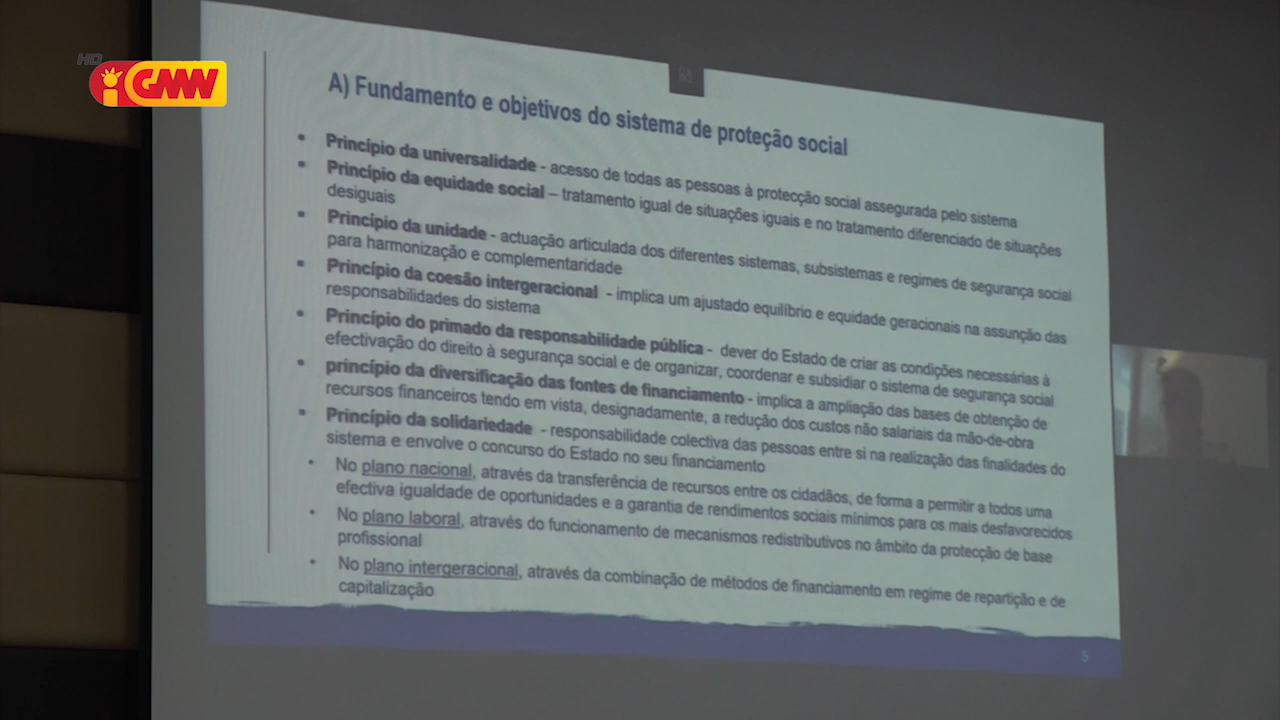 HD
GMN
A) Fundamento e objetivos do sistema de proteção social
• Princípio da universalidade - acesso de todas as pessoas à protecção social assegurada pelo sistema
• Princípio da equidade social – tratamento igual de situações iguais e no tratamento diferenciado de situações
desiguais
• Princípio da unidade - actuação articulada dos diferentes sistemas, subsistemas e regimes de segurança social
para harmonização e complementaridade
• Princípio da coesão intergeracional - implica um ajustado equilíbrio e equidade geracionais na assunção das
responsabilidades do sistema
• Princípio do primado da responsabilidade pública - dever do Estado de criar as condições necessárias à
efectivação do direito à segurança social e de organizar, coordenar e subsidiar o sistema de segurança social
• princípio da diversificação das fontes de financiamento - implica a ampliação das bases de obtenção de
recursos financeiros tendo em vista, designadamente, a redução dos custos não salariais da mão-de-obra
• Princípio da solidariedade - responsabilidade colectiva das pessoas entre si na realização das finalidades do
sistema e envolve o concurso do Estado no seu financiamento
• No plano nacional, através da transferência de recursos entre os cidadãos, de forma a permitir a todos uma
efectiva igualdade de oportunidades e a garantia de rendimentos sociais mínimos para os mais desfavorecidos
• No plano laboral, através do funcionamento de mecanismos redistributivos no âmbito da protecção de base
profissional
• No plano intergeracional, através da combinação de métodos de financiamento em regime de repartição e de
capitalização
5